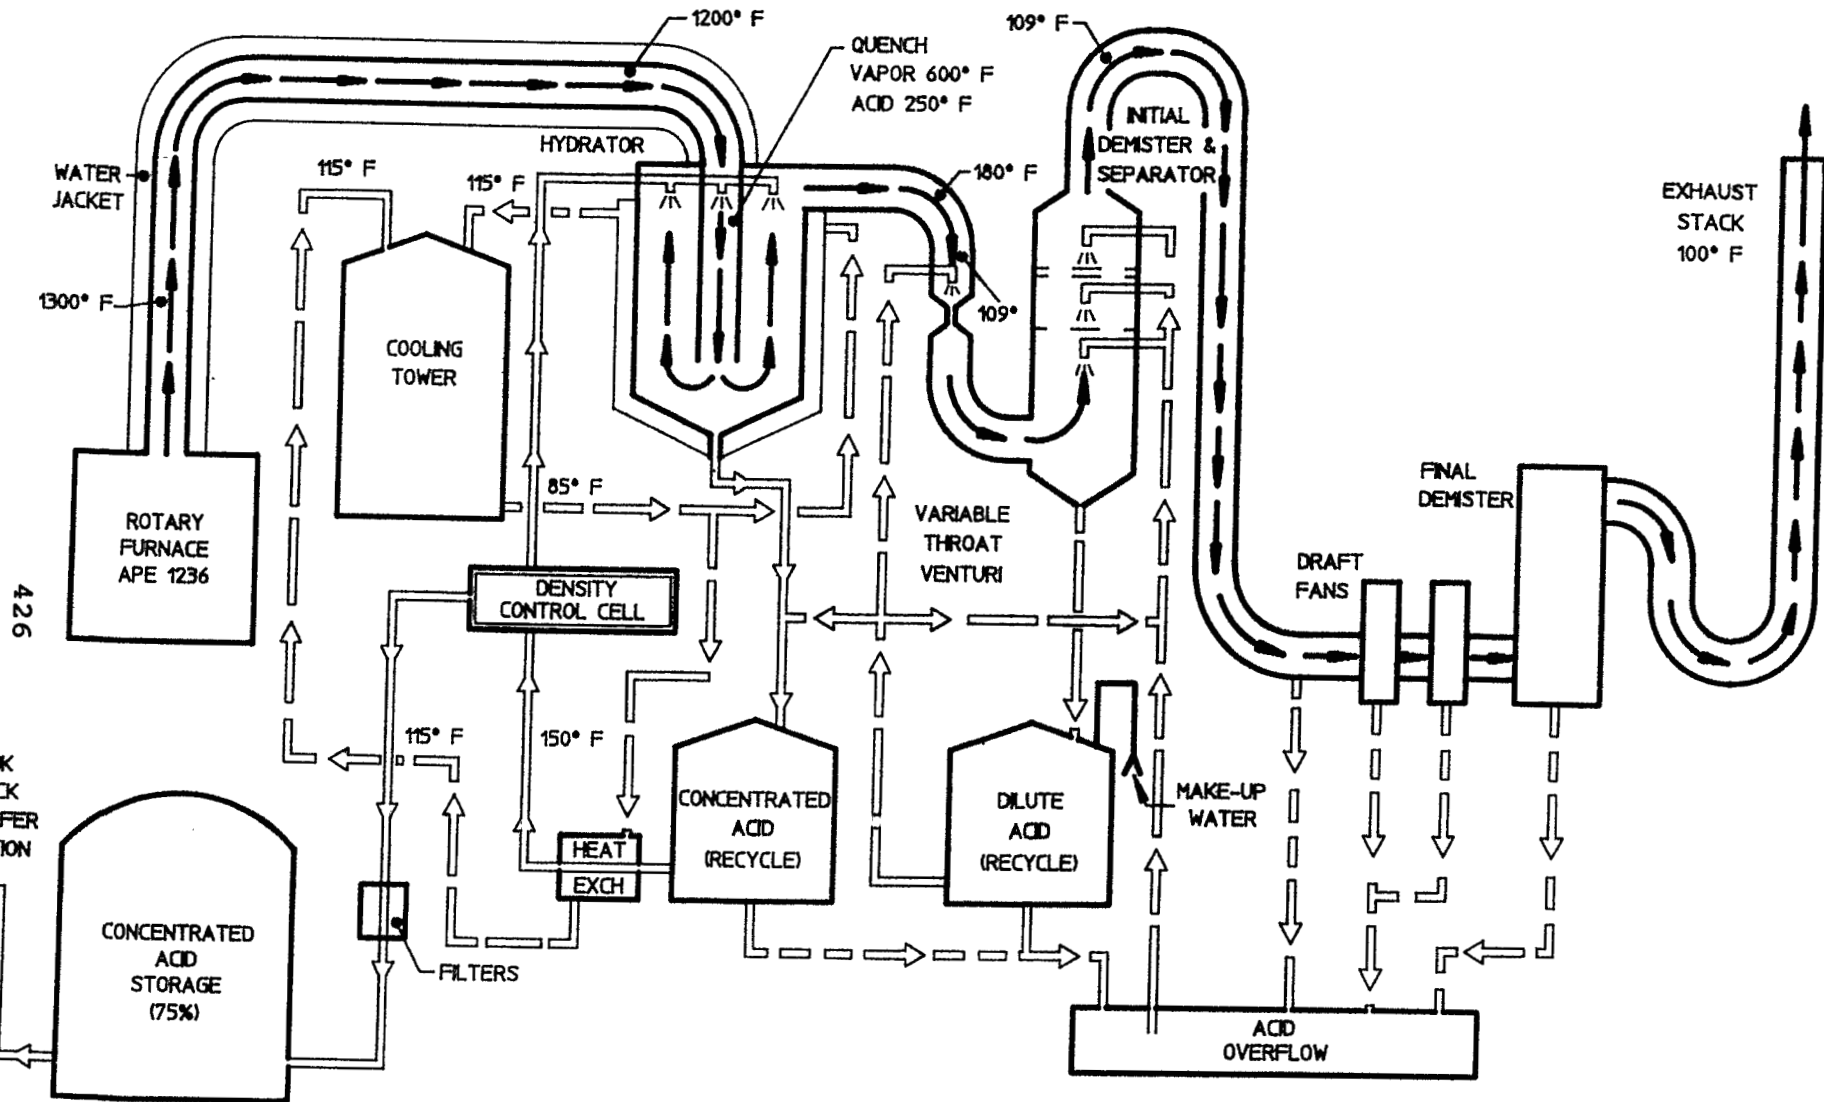 1200° F
109° F
QUENCH
VAPOR 600° F
ACID 250° F
INITIAL
DEMISTER &
SEPARATOR
HYDRATOR
WATER
JACKET
115° F
115° F
180° F
EXHAUST
STACK
100° F
1300° F
109°
COOLING
TOWER
85° F
FINAL
DEMISTER
VARIABLE
THROAT
VENTURI
ROTARY
FURNACE
APE 1236
DENSITY
CONTROL CELL
DRAFT
FANS
426
115° F
150° F
CONCENTRATED
ACID
(RECYCLE)
DILUTE
ACID
(RECYCLE)
MAKE-UP
WATER
HEAT
EXCH
CONCENTRATED
ACID
STORAGE
(75%)
FILTERS
ACID
OVERFLOW